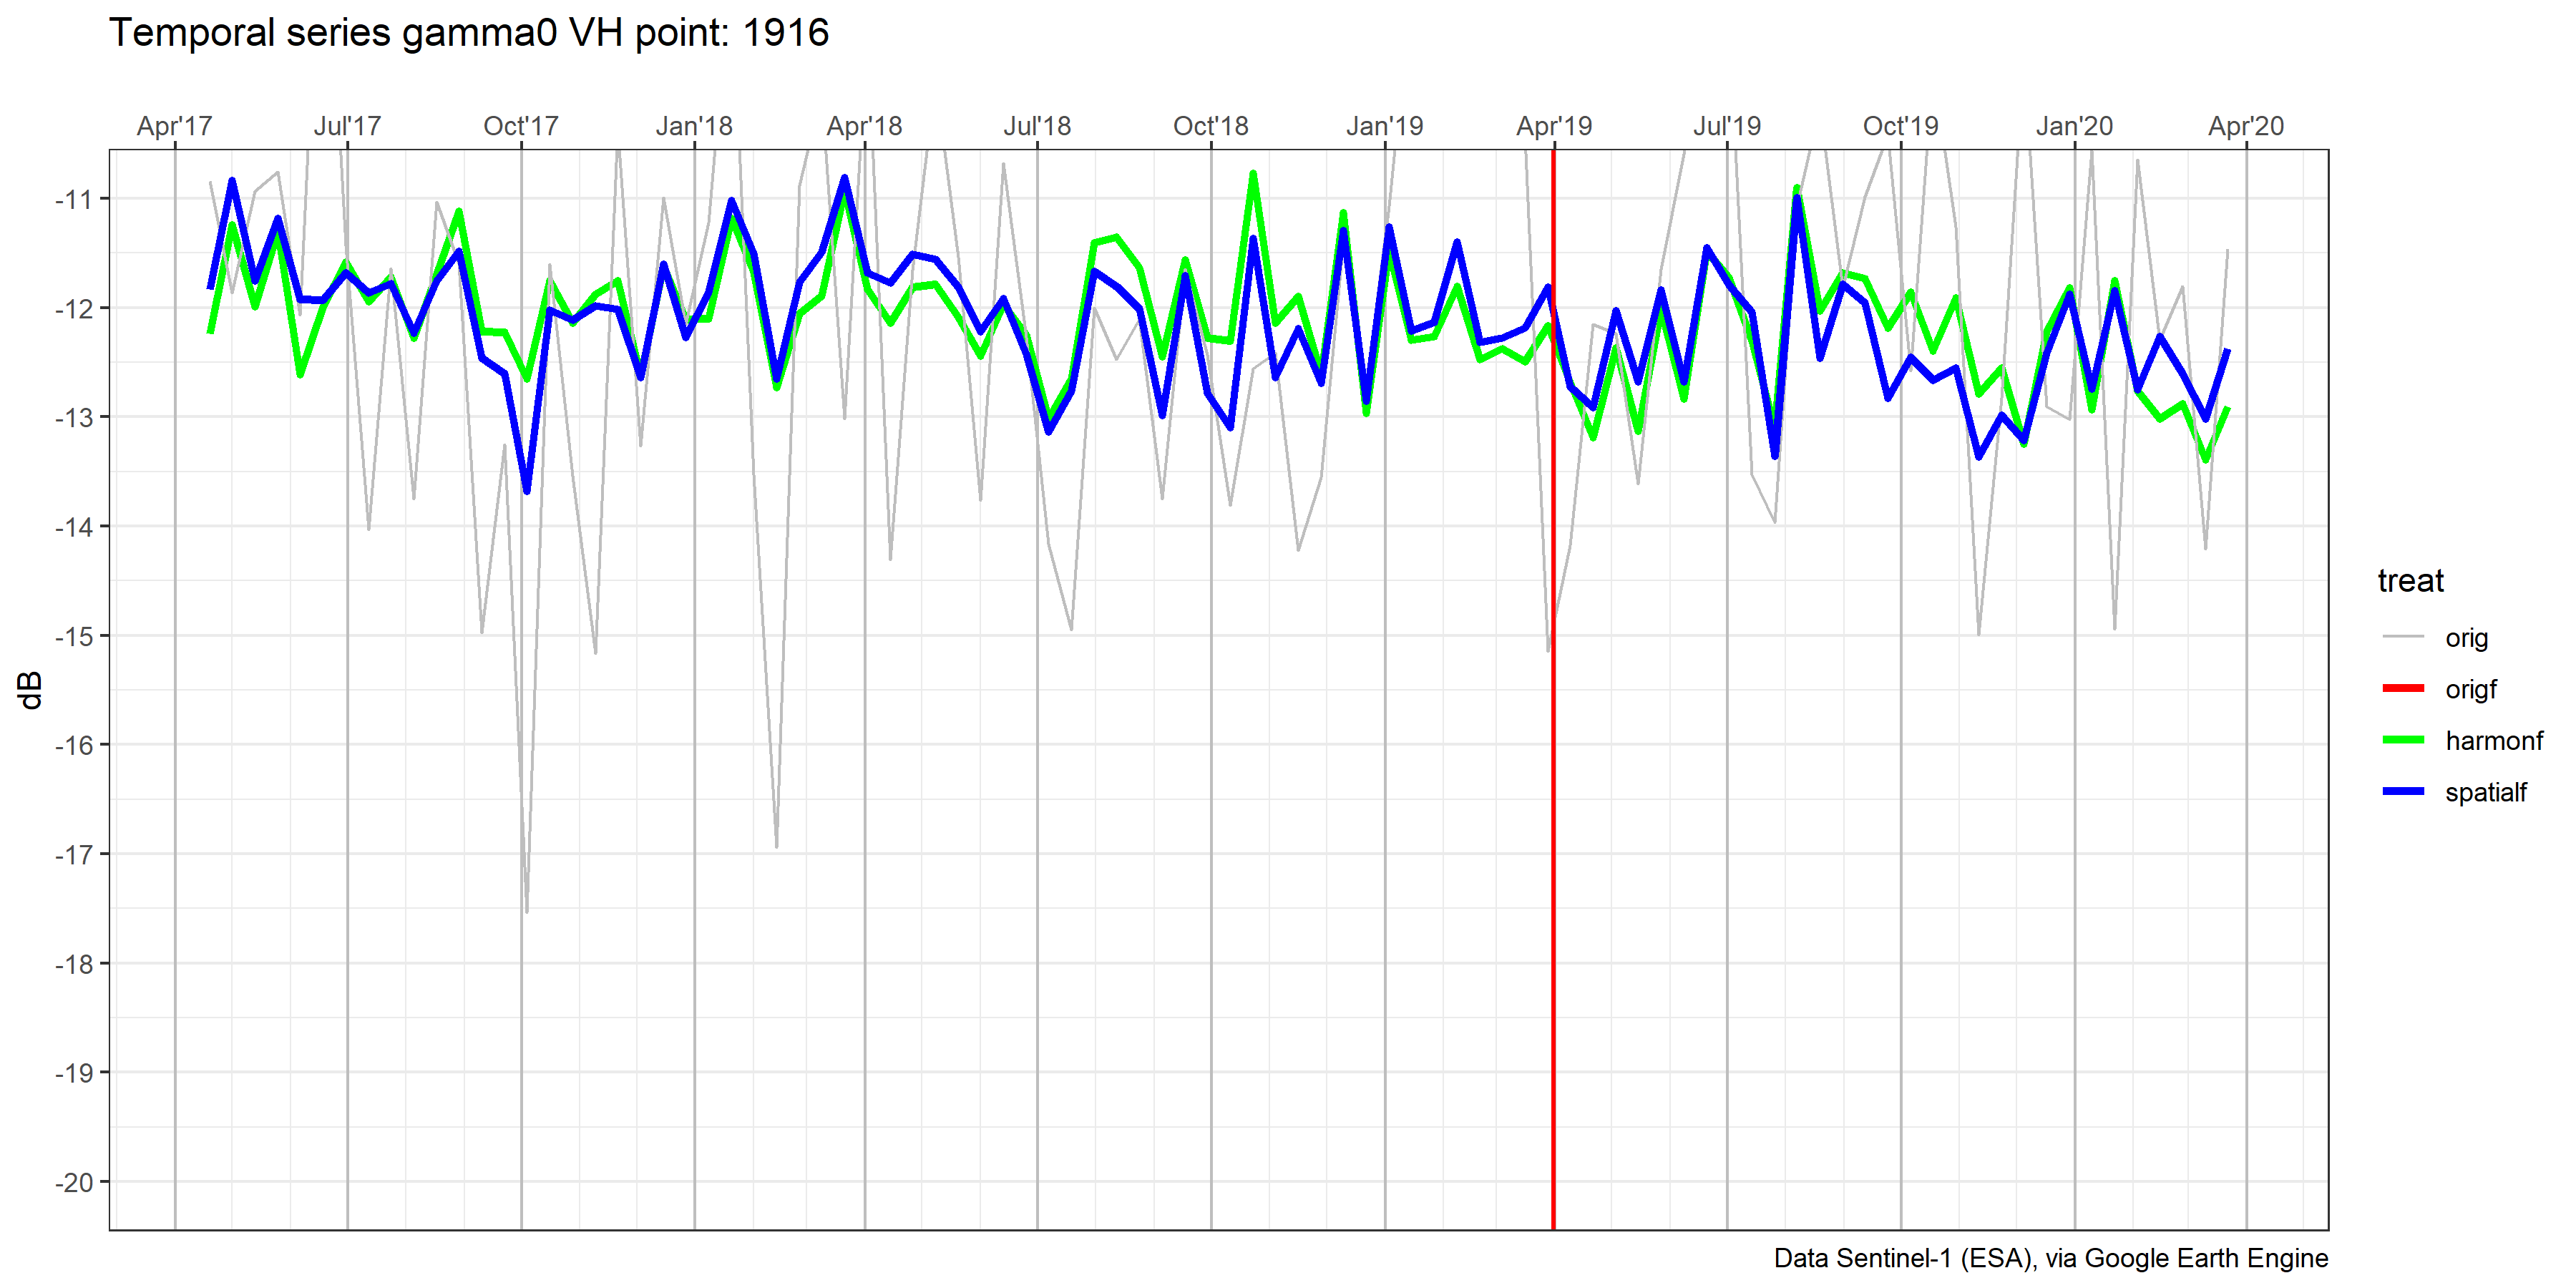 Temporal series gamma0 VH point: 1916
Apr'17 Jul'17 Oct'17 Jan'18 Apr'18 Jul'18 Oct'18 Jan'19 Apr'19 Jul'19 Oct'19 Jan'20 Apr'20
-11
-12
-13
-14
-15
-16
-17
-18
-19
-20
dB
treat
orig
origf
harmonf
spatialf
Data Sentinel-1 (ESA), via Google Earth Engine